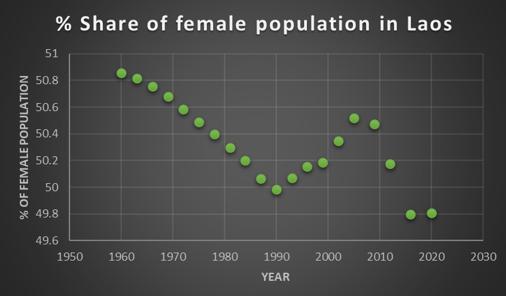 % Share of female population in Laos
% OF FEMALE POPULATION
51
50.8
50.6
50.4
50.2
50
49.8
49.6
1950 1960 1970 1980 1990 2000 2010 2020 2030
YEAR